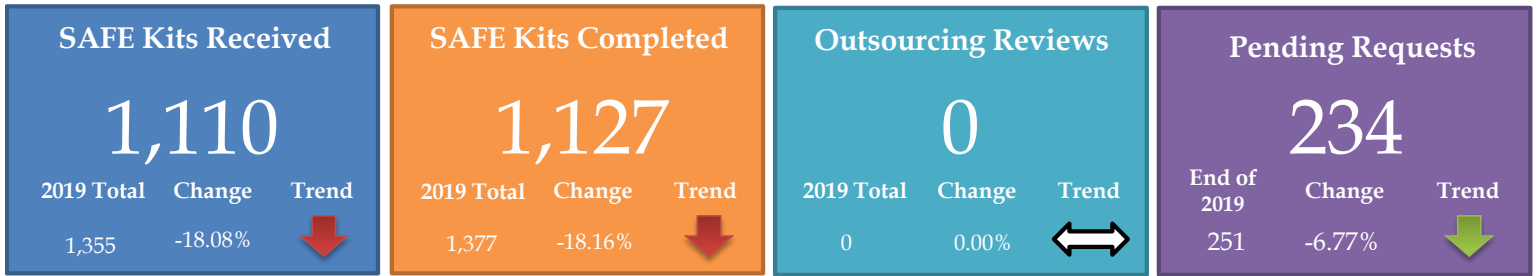 SAFE Kits Received
1,110
2019 Total Change Trend
1,355 -18.08%
SAFE Kits Completed
1,127
2019 Total Change Trend
1,377 -18.16%
Outsourcing Reviews
0
2019 Total Change Trend
0 0.00%
Pending Requests
234
End of
2019 Change Trend
251 -6.77%